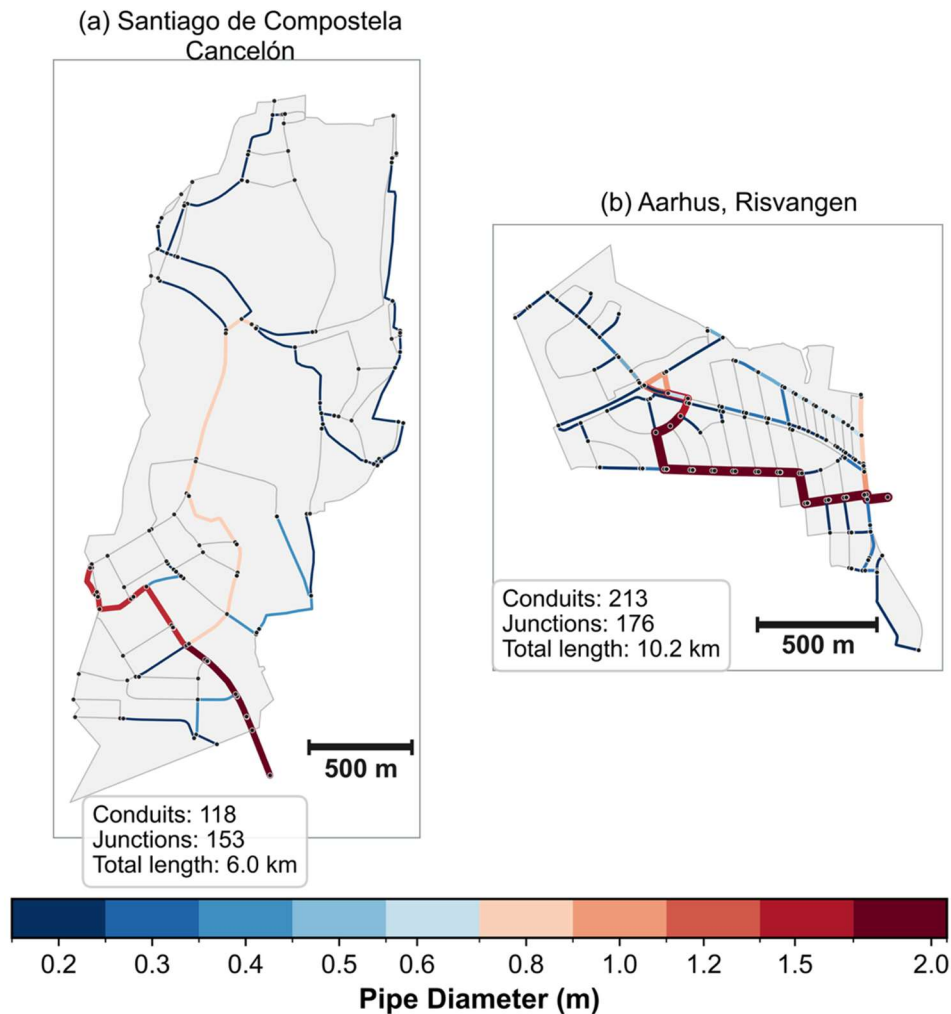 (a) Santiago de Compostela
Cancelón
(b) Aarhus, Risvangen
Conduits: 213
Junctions: 176
Total length: 10.2 km
500 m
500 m
Conduits: 118
Junctions: 153
Total length: 6.0 km
0.2 0.3 0.4 0.5 0.6 0.8 1.0 1.2 1.5 2.0
Pipe Diameter (m)